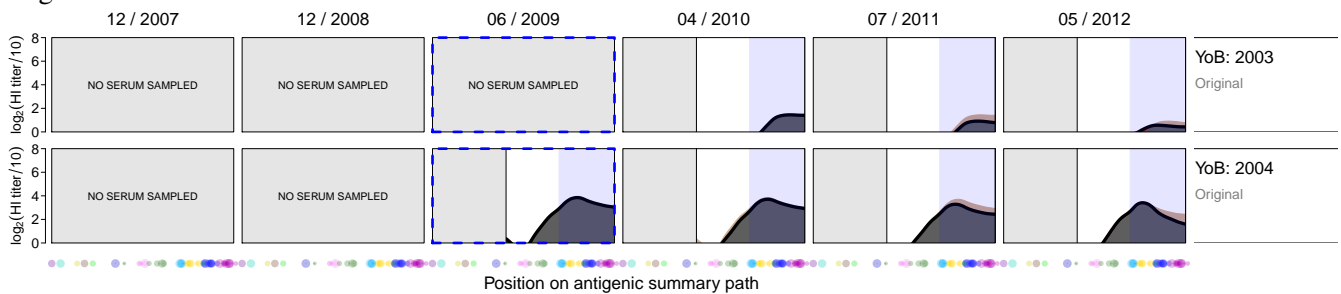 12 / 2007 12 / 2008 06 / 2009 04 / 2010 07 / 2011 05 / 2012
log2(HI titer/10) 8 6 4 2 0 NO SERUM SAMPLED NO SERUM SAMPLED NO SERUM SAMPLED YoB: 2003
Original
log2(HI titer/10) 8 6 4 2 0 NO SERUM SAMPLED NO SERUM SAMPLED YoB: 2004
Original
Position on antigenic summary path